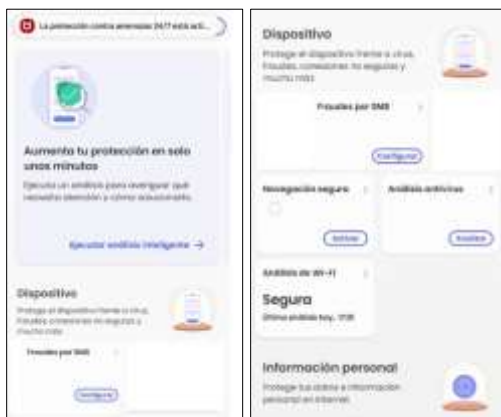 La protección contra amenazas 24/7 está acti...
Aumenta tu protección en solo
unos minutos
Ejecuta un análisis para averiguar qué
necesita atención y cómo solucionarlo.
Ejecutar análisis inteligente →
Dispositivo
Protege el dispositivo frente a virus,
fraudes, conexiones no seguras y
mucho más
Fraudes por SMS
Configurar
Dispositivo
Protege el dispositivo frente a virus,
fraudes, conexiones no seguras y
mucho más
Fraudes por SMS
Configurar
Navegación segura
Activar
Análisis antivirus
Análisis de Wi-Fi
Segura
Último análisis: hoy,
Información personal
Protege tus datos e información
personal en internet